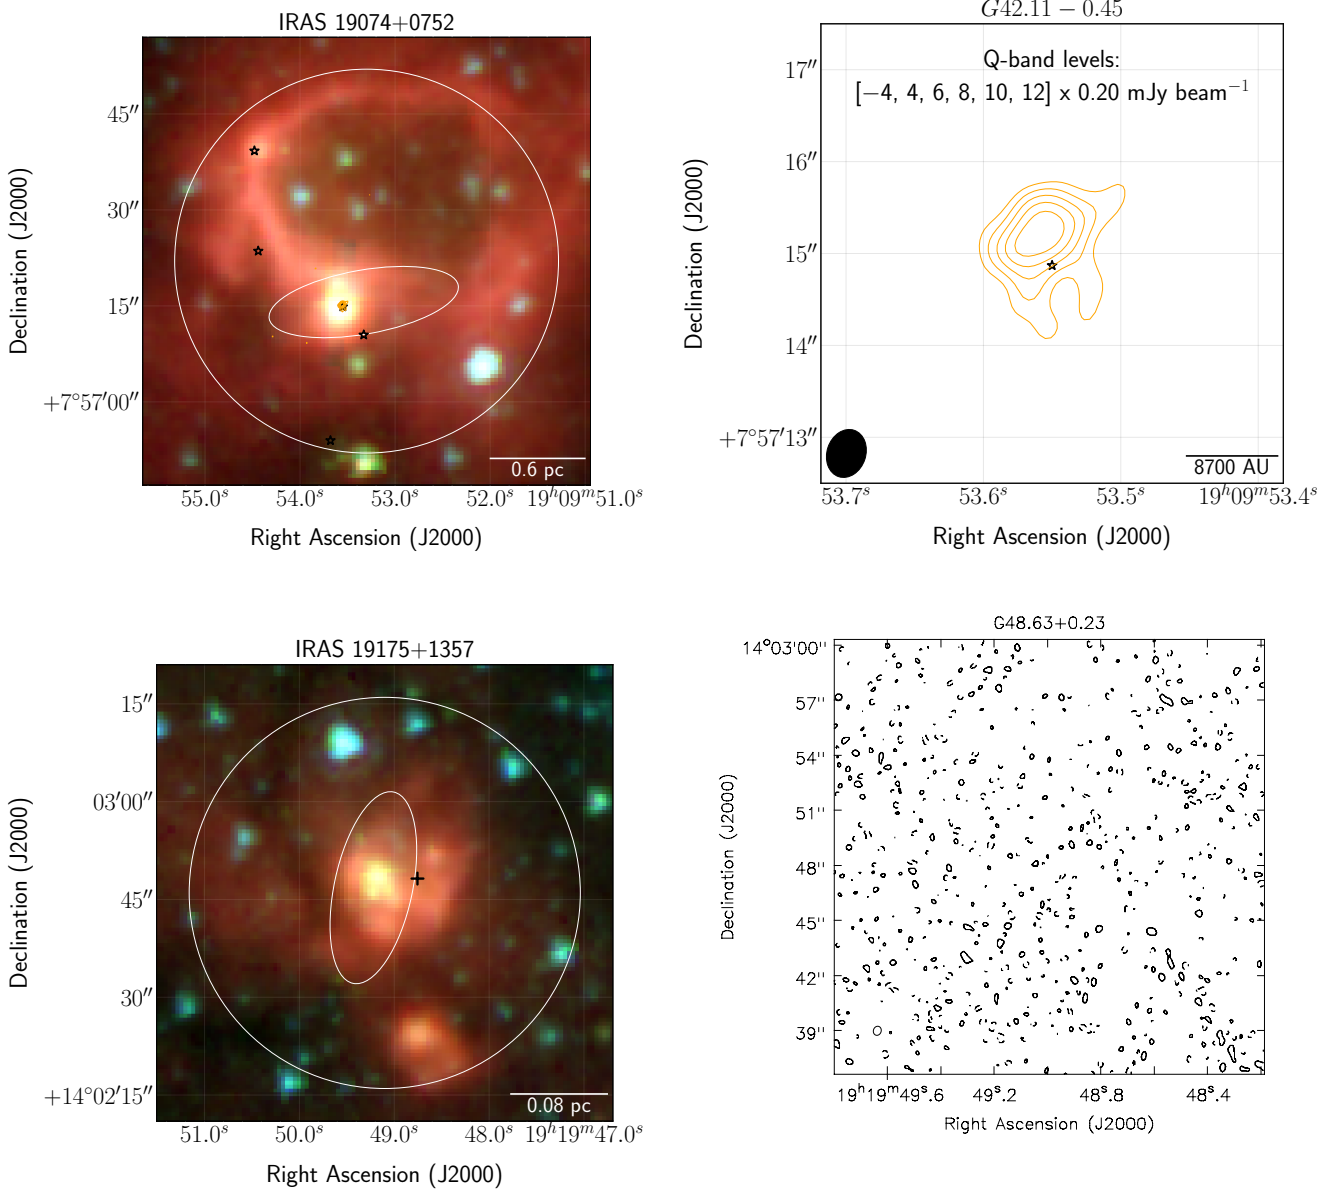 IRAS 19074+0752
45″
30″
15″
+7°57′00″
Declination (J2000)
0.6 pc
55.0ˢ 54.0ˢ 53.0ˢ 52.0ˢ 19ʰ09ᵐ51.0ˢ
Right Ascension (J2000)
G42.11 − 0.45
Q-band levels:
[−4, 4, 6, 8, 10, 12] x 0.20 mJy beam⁻¹
17″
16″
15″
14″
+7°57′13″
Declination (J2000)
8700 AU
53.7ˢ 53.6ˢ 53.5ˢ 19ʰ09ᵐ53.4ˢ
Right Ascension (J2000)
IRAS 19175+1357
15″
03′00″
45″
30″
+14°02′15″
Declination (J2000)
0.08 pc
51.0ˢ 50.0ˢ 49.0ˢ 48.0ˢ 19ʰ19ᵐ47.0ˢ
Right Ascension (J2000)
G48.63+0.23
14°03'00"
57"
54"
51"
48"
45"
42"
39"
Declination (J2000)
19ʰ19ᵐ49ˢ.6 49ˢ.2 48ˢ.8 48ˢ.4
Right Ascension (J2000)